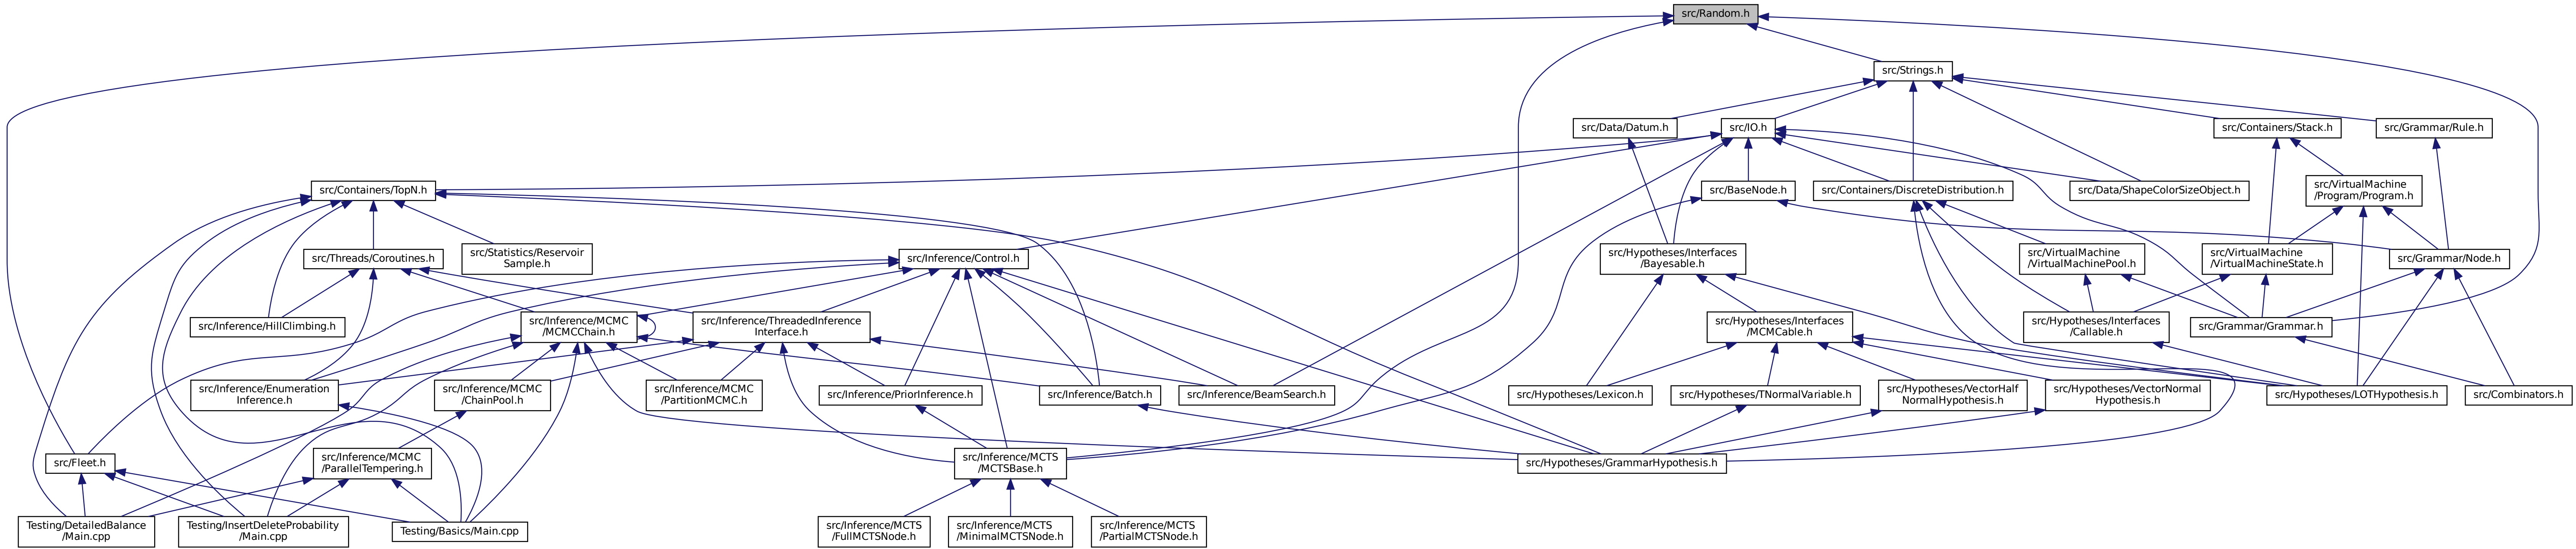 src/Random.h
src/Strings.h
src/Data/Datum.h
src/IO.h
src/Containers/Stack.h
src/Grammar/Rule.h
src/Containers/TopN.h
src/BaseNode.h
src/Containers/DiscreteDistribution.h
src/Data/ShapeColorSizeObject.h
src/VirtualMachine
/Program/Program.h
src/Threads/Coroutines.h
src/Statistics/Reservoir
Sample.h
src/Inference/Control.h
src/Hypotheses/Interfaces
/Bayesable.h
src/VirtualMachine
/VirtualMachinePool.h
src/VirtualMachine
/VirtualMachineState.h
src/Grammar/Node.h
src/Inference/HillClimbing.h
src/Inference/MCMC
/MCMCChain.h
src/Inference/ThreadedInference
Interface.h
src/Hypotheses/Interfaces
/MCMCable.h
src/Hypotheses/Interfaces
/Callable.h
src/Grammar/Grammar.h
src/Inference/Enumeration
Inference.h
src/Inference/MCMC
/ChainPool.h
src/Inference/MCMC
/PartitionMCMC.h
src/Inference/PriorInference.h
src/Inference/Batch.h
src/Inference/BeamSearch.h
src/Hypotheses/Lexicon.h
src/Hypotheses/TNormalVariable.h
src/Hypotheses/VectorHalf
NormalHypothesis.h
src/Hypotheses/VectorNormal
Hypothesis.h
src/Hypotheses/LOTHypothesis.h
src/Combinators.h
src/Fleet.h
src/Inference/MCMC
/ParallelTempering.h
src/Inference/MCTS
/MCTSBase.h
src/Hypotheses/GrammarHypothesis.h
Testing/DetailedBalance
/Main.cpp
Testing/InsertDeleteProbability
/Main.cpp
Testing/Basics/Main.cpp
src/Inference/MCTS
/FullMCTSNode.h
src/Inference/MCTS
/MinimalMCTSNode.h
src/Inference/MCTS
/PartialMCTSNode.h